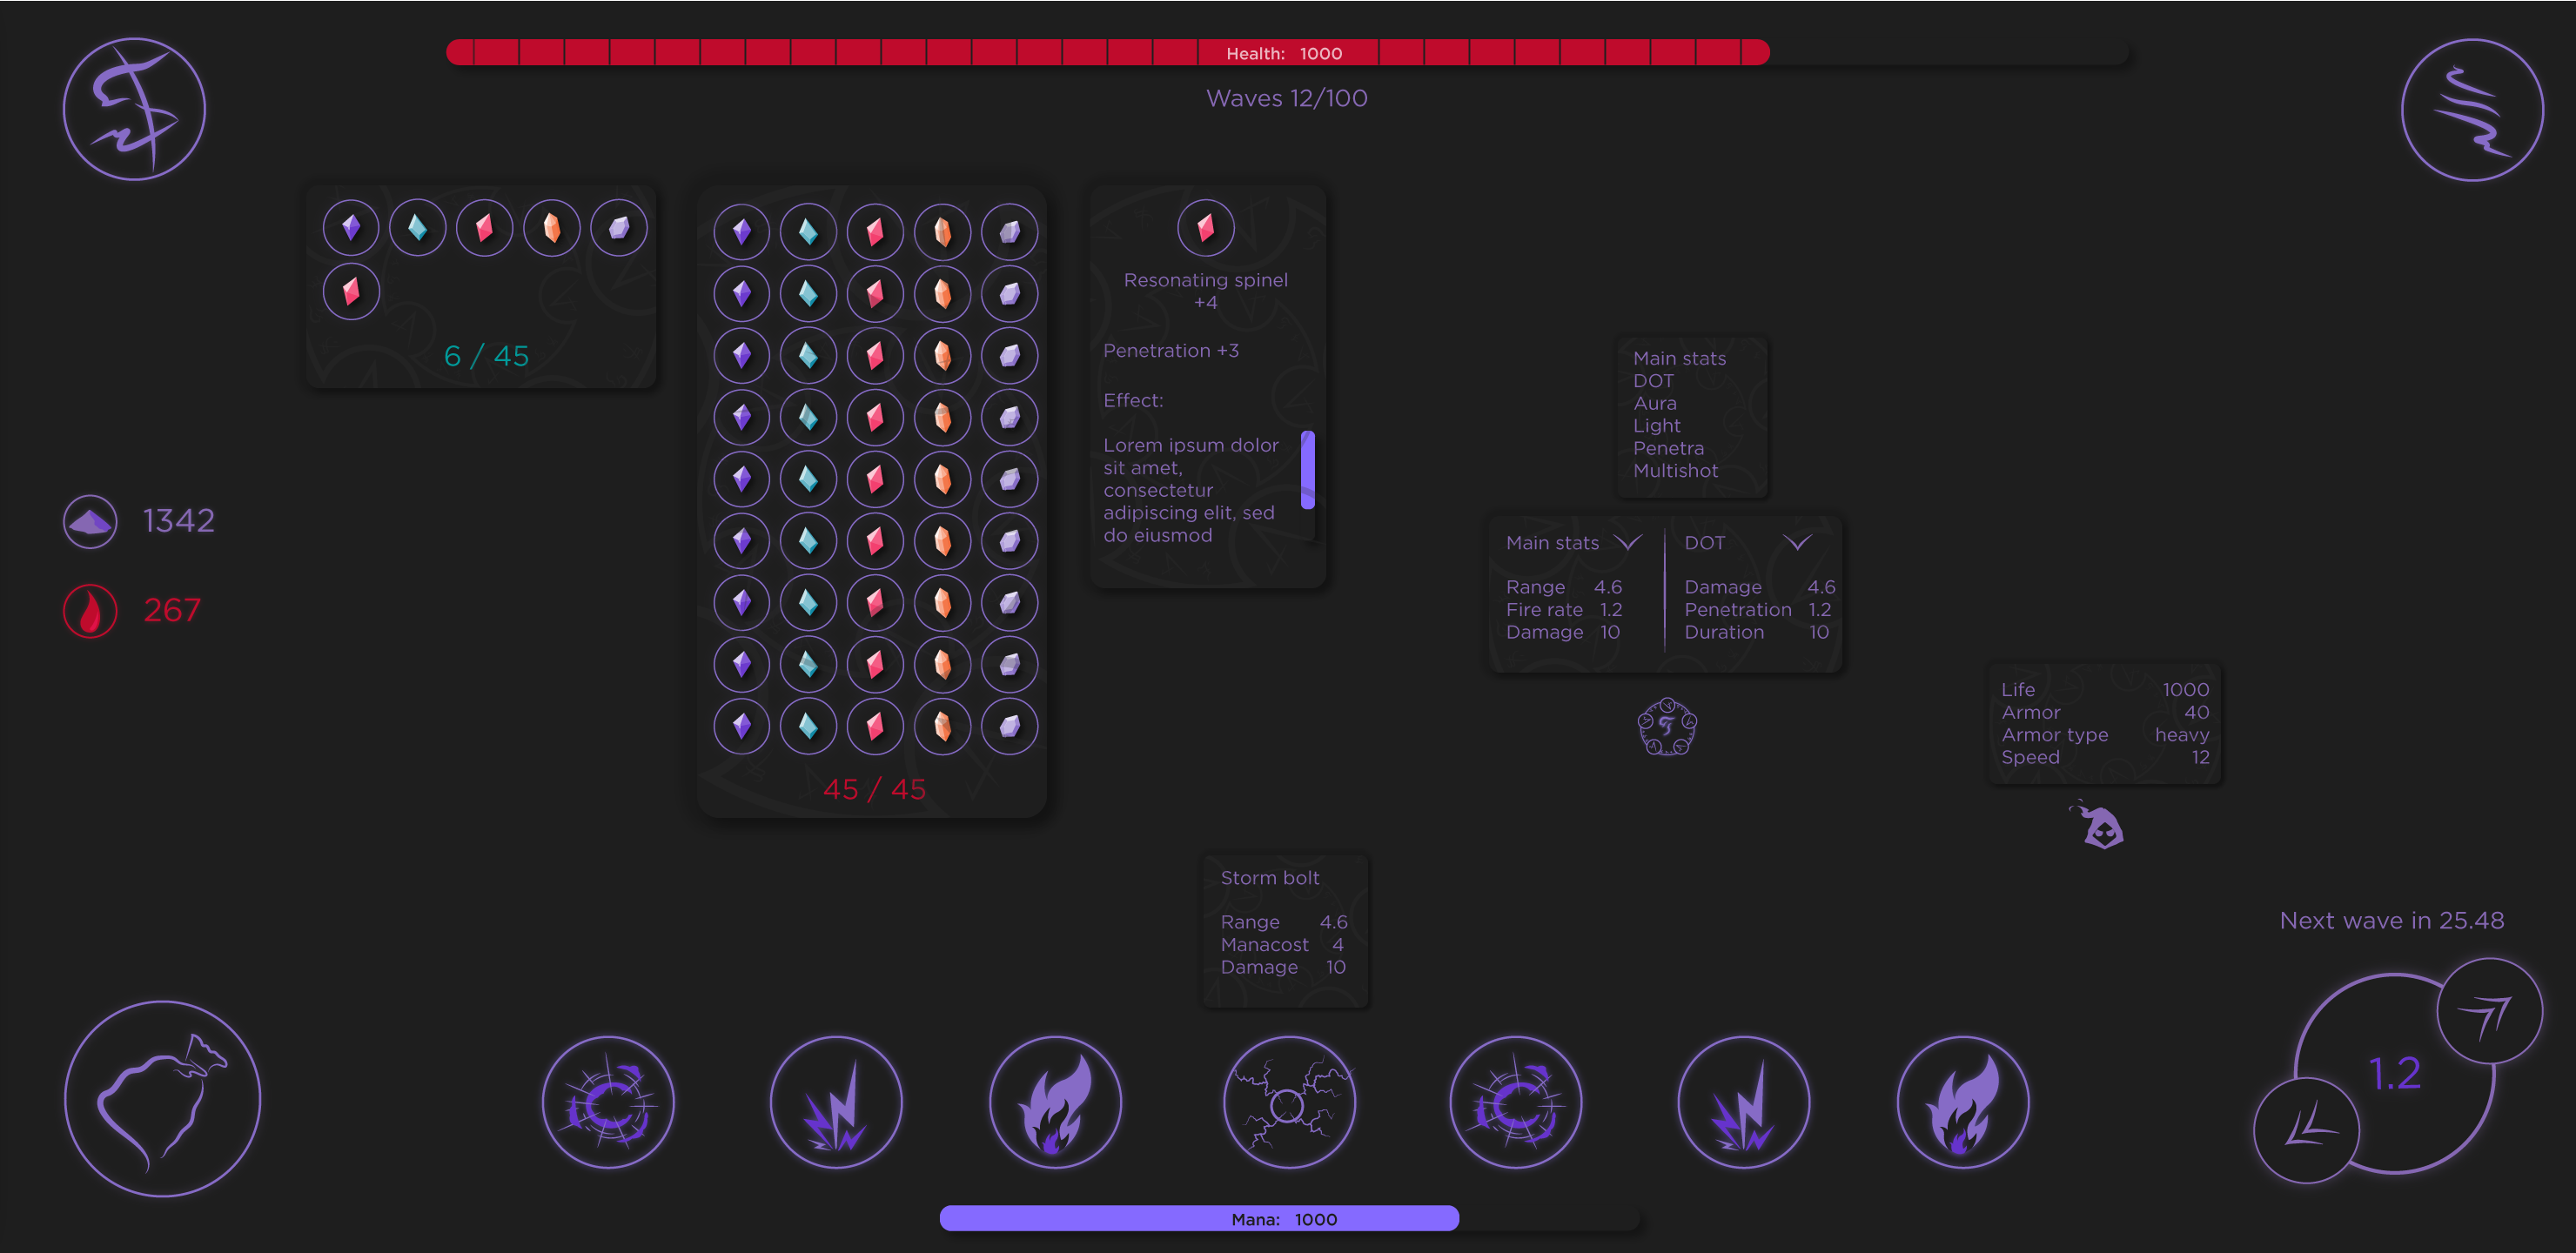 Health: 1000
Waves 12/100
6 / 45
45 / 45
Resonating spinel
+4
Penetration +3
Effect:
Lorem ipsum dolor
sit amet,
consectetur
adipiscing elit, sed
do eiusmod
Main stats
DOT
Aura
Light
Penetra
Multishot
1342
267
Main stats
Range 4.6
Fire rate 1.2
Damage 10
DOT
Damage 4.6
Penetration 1.2
Duration 10
Life 1000
Armor 40
Armor type heavy
Speed 12
Storm bolt
Range 4.6
Manacost 4
Damage 10
Next wave in 25.48
1.2
Mana: 1000